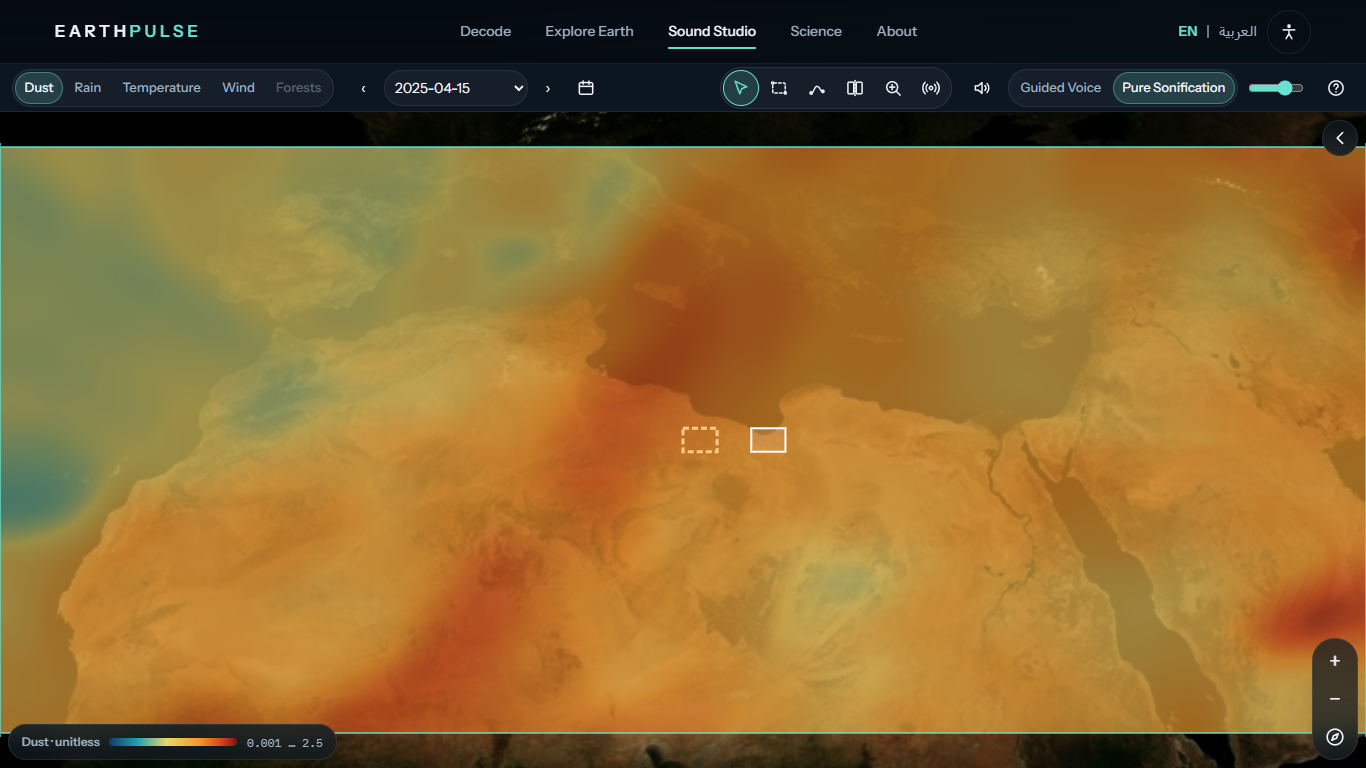 EARTHPULSE Decode Explore Earth Sound Studio Science About EN | العربية
Dust Rain Temperature Wind Forests ‹ 2025-04-15 › Guided Voice Pure Sonification
+
−
Dust·unitless 0.001 … 2.5